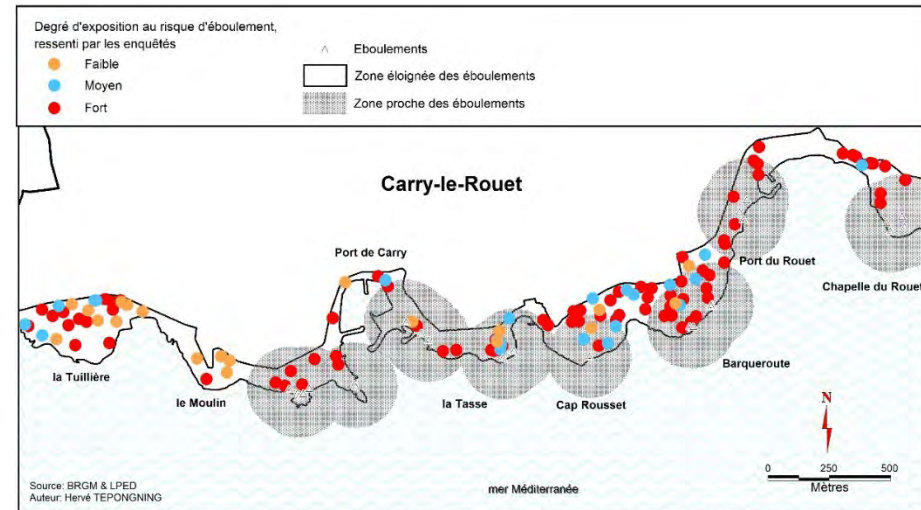 Degré d'exposition au risque d'éboulement,
ressenti par les enquêtés
Faible
Moyen
Fort
Eboulements
Zone éloignée des éboulements
Zone proche des éboulements
Carry-le-Rouet
Port de Carry
Port du Rouet
Chapelle du Rouet
la Tuillière
le Moulin
la Tasse
Cap Rousset
Barqueroute
N
0 250 500
Mètres
Source: BRGM & LPED
Auteur: Hervé TEPONGNING
mer Méditerranée